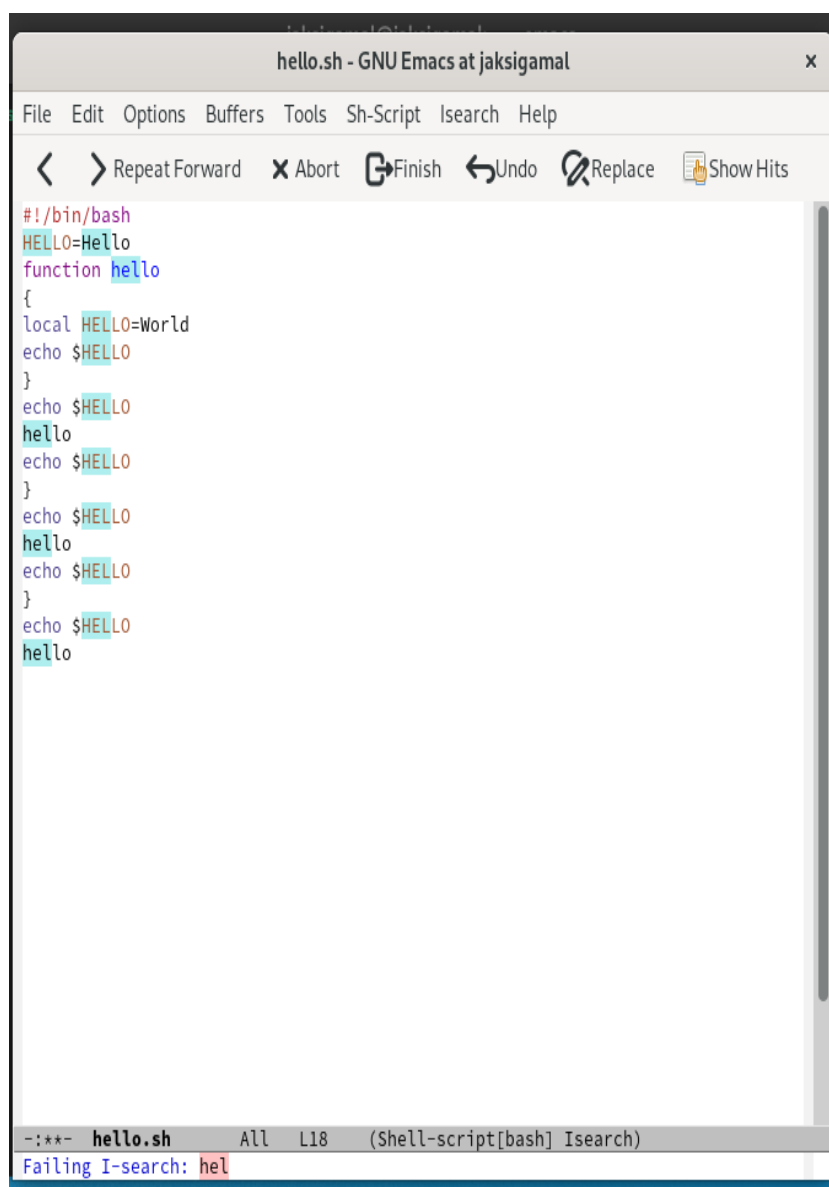 hello.sh - GNU Emacs at jaksigamal x
File Edit Options Buffers Tools Sh-Script Isearch Help
Repeat Forward Abort Finish Undo Replace Show Hits
#!/bin/bash
HELLO=Hello
function hello
{
local HELLO=World
echo $HELLO
}
echo $HELLO
hello
echo $HELLO
}
echo $HELLO
hello
echo $HELLO
}
echo $HELLO
hello
-:**- hello.sh All L18 (Shell-script[bash] Isearch)
Failing I-search: hel